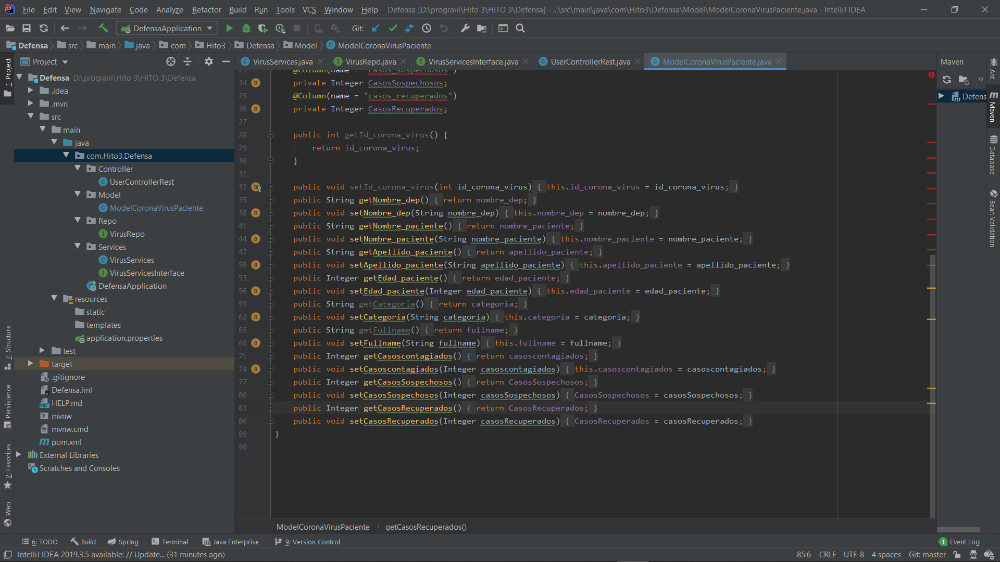 File Edit View Navigate Code Analyze Refactor Build Run Tools VCS Window Help Defensa [D:\prograiii\Hito 3\HITO 3\Defensa] - ...\src\main\java\com\Hito3\Defensa\Model\ModelCoronaVirusPaciente.java - IntelliJ IDEA
DefensaApplication Git:
Defensa src main java com Hito3 Defensa Model ModelCoronaVirusPaciente
Project
VirusServices.java VirusRepo.java VirusServicesInterface.java UserControllerRest.java ModelCoronaVirusPaciente.java
Maven
Defensa D:\prograiii\Hito 3\HITO 3\Defensa
.idea
.mvn
src
main
java
com.Hito3.Defensa
Controller
UserControllerRest
Model
ModelCoronaVirusPaciente
Repo
VirusRepo
Services
VirusServices
VirusServicesInterface
DefensaApplication
resources
static
templates
application.properties
test
target
.gitignore
Defensa.iml
HELP.md
mvnw
mvnw.cmd
pom.xml
External Libraries
Scratches and Consoles
23 @Column(name = "casos_sospechosos")
24 private Integer CasosSospechosos;
25 @Column(name = "casos_recuperados")
26 private Integer CasosRecuperados;
27
28 public int getId_corona_virus() {
29 return id_corona_virus;
30 }
31
32 public void setId_corona_virus(int id_corona_virus) { this.id_corona_virus = id_corona_virus; }
35 public String getNombre_dep() { return nombre_dep; }
38 public void setNombre_dep(String nombre_dep) { this.nombre_dep = nombre_dep; }
41 public String getNombre_paciente() { return nombre_paciente; }
44 public void setNombre_paciente(String nombre_paciente) { this.nombre_paciente = nombre_paciente; }
47 public String getApellido_paciente() { return apellido_paciente; }
50 public void setApellido_paciente(String apellido_paciente) { this.apellido_paciente = apellido_paciente; }
53 public Integer getEdad_paciente() { return edad_paciente; }
56 public void setEdad_paciente(Integer edad_paciente) { this.edad_paciente = edad_paciente; }
59 public String getCategoria() { return categoria; }
62 public void setCategoria(String categoria) { this.categoria = categoria; }
65 public String getFullname() { return fullname; }
68 public void setFullname(String fullname) { this.fullname = fullname; }
71 public Integer getCasoscontagiados() { return casoscontagiados; }
74 public void setCasoscontagiados(Integer casoscontagiados) { this.casoscontagiados = casoscontagiados; }
77 public Integer getCasosSospechosos() { return CasosSospechosos; }
80 public void setCasosSospechosos(Integer casosSospechosos) { CasosSospechosos = casosSospechosos; }
83 public Integer getCasosRecuperados() { return CasosRecuperados; }
86 public void setCasosRecuperados(Integer casosRecuperados) { CasosRecuperados = casosRecuperados; }
89 }
90
ModelCoronaVirusPaciente › getCasosRecuperados()
Defens
1: Project
7: Structure
Persistence
2: Favorites
Web
Ant
Maven
Database
Bean Validation
6: TODO Build Spring Terminal Java Enterprise 9: Version Control 1 Event Log
IntelliJ IDEA 2019.3.5 available: // Update... (31 minutes ago) 85:6 CRLF UTF-8 4 spaces Git: master